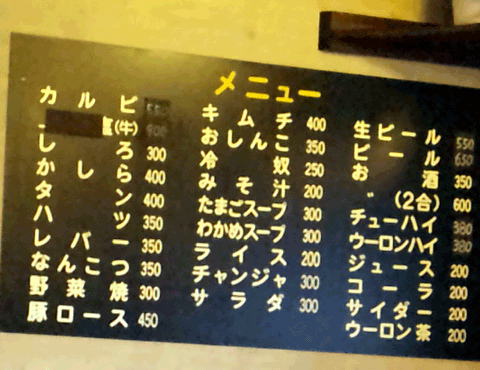 メニュー
カルビ
(牛)
しろ 300
かしら 400
タン 400
ハツ 350
レバー 350
なんこつ 350
野菜焼 300
豚ロース 450
キムチ 400
おしんこ 350
冷奴 250
みそ汁 200
たまごスープ 300
わかめスープ 300
ライス 200
チャンジャ 300
サラダ 300
生ビール 550
ビール 650
お酒 350
〃(2合) 600
チューハイ 380
ウーロンハイ 380
ジュース 200
コーラ 200
サイダー 200
ウーロン茶 200